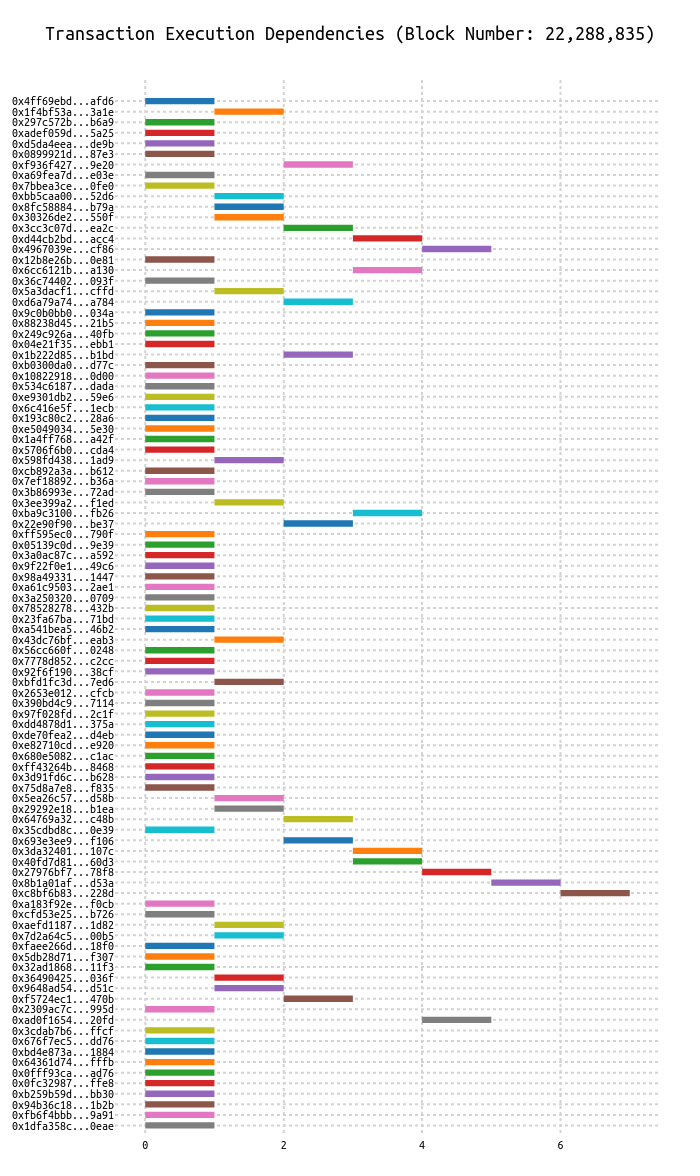 Transaction Execution Dependencies (Block Number: 22,288,835)
0x4ff69ebd...afd6
0x1f4bf53a...3a1e
0x297c572b...b6a9
0xadef059d...5a25
0xd5da4eea...de9b
0x0899921d...87e3
0xf936f427...9e20
0xa69fea7d...e03e
0x7bbea3ce...0fe0
0xbb5caa00...52d6
0x8fc58884...b79a
0x30326de2...550f
0x3cc3c07d...ea2c
0xd44cb2bd...acc4
0x4967039e...cf86
0x12b8e26b...0e81
0x6cc6121b...a130
0x36c74402...093f
0x5a3dacf1...cffd
0xd6a79a74...a784
0x9c0b0bb0...034a
0x88238d45...21b5
0x249c926a...40fb
0x04e21f35...ebb1
0x1b222d85...b1bd
0xb0300da0...d77c
0x10822918...0d00
0x534c6187...dada
0xe9301db2...59e6
0x6c416e5f...1ecb
0x193c80c2...28a6
0xe5049034...5e30
0x1a4ff768...a42f
0x5706f6b0...cda4
0x598fd438...1ad9
0xcb892a3a...b612
0x7ef18892...b36a
0x3b86993e...72ad
0x3ee399a2...f1ed
0xba9c3100...fb26
0x22e90f90...be37
0xff595ec0...790f
0x05139c0d...9e39
0x3a0ac87c...a592
0x9f22f0e1...49c6
0x98a49331...1447
0xa61c9503...2ae1
0x3a250320...0709
0x78528278...432b
0x23fa67ba...71bd
0xa541bea5...46b2
0x43dc76bf...eab3
0x56cc660f...0248
0x7778d852...c2cc
0x92f6f190...38cf
0xbfd1fc3d...7ed6
0x2653e012...cfcb
0x390bd4c9...7114
0x97f028fd...2c1f
0xdd4878d1...375a
0xde70fea2...d4eb
0xe82710cd...e920
0x680e5082...c1ac
0xff43264b...8468
0x3d91fd6c...b628
0x75d8a7e8...f835
0x5ea26c57...d58b
0x29292e18...b1ea
0x64769a32...c48b
0x35cdbd8c...0e39
0x693e3ee9...f106
0x3da32401...107c
0x40fd7d81...60d3
0x27976bf7...78f8
0x8b1a01af...d53a
0xc8bf6b83...228d
0xa183f92e...f0cb
0xcfd53e25...b726
0xaefd1187...1d82
0x7d2a64c5...00b5
0xfaee266d...18f0
0x5db28d71...f307
0x32ad1868...11f3
0x36490425...036f
0x9648ad54...d51c
0xf5724ec1...470b
0x2309ac7c...995d
0xad0f1654...20fd
0x3cdab7b6...ffcf
0x676f7ec5...dd76
0xbd4e873a...1884
0x64361d74...fffb
0x0fff93ca...ad76
0x0fc32987...ffe8
0xb259b59d...bb30
0x94b36c18...1b2b
0xfb6f4bbb...9a91
0x1dfa358c...0eae
0 2 4 6